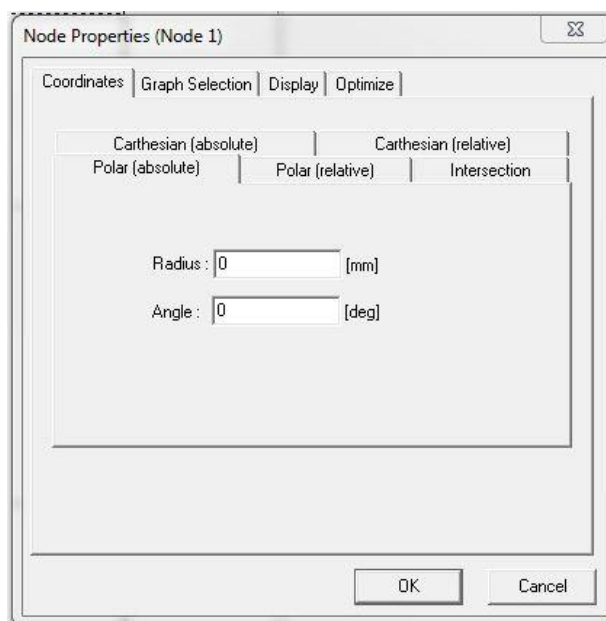 Node Properties (Node 1)
Coordinates Graph Selection Display Optimize
Carthesian (absolute) Carthesian (relative)
Polar (absolute) Polar (relative) Intersection
Radius : 0 [mm]
Angle : 0 [deg]
OK Cancel